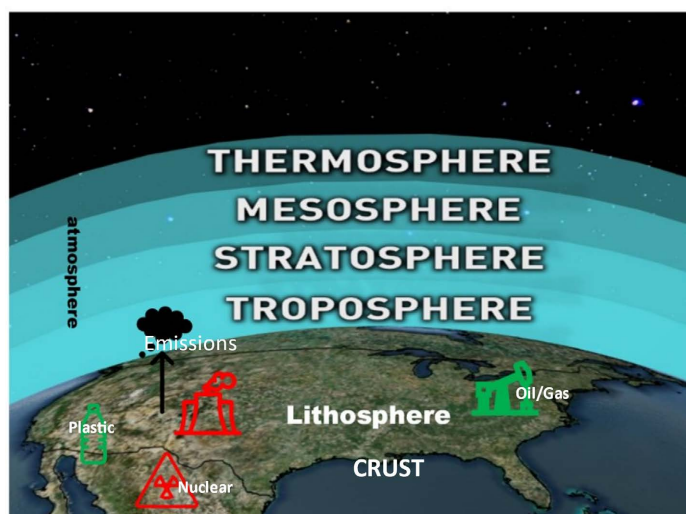 THERMOSPHERE
MESOSPHERE
STRATOSPHERE
TROPOSPHERE
atmosphere
Emissions
Oil/Gas
Plastic
Lithosphere
CRUST
Nuclear